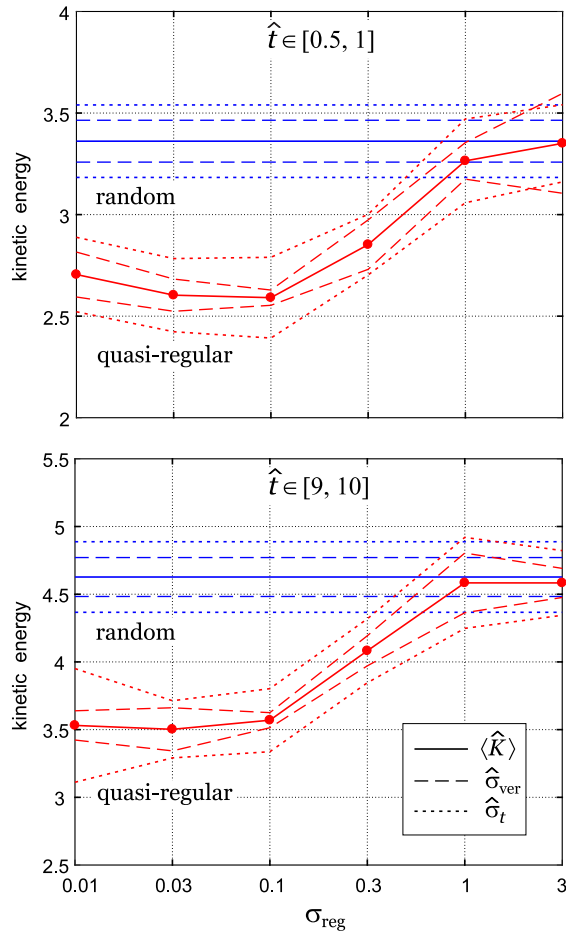 4
t̂ ∈ [0.5, 1]
3.5
random
3
kinetic energy
2.5
quasi-regular
2
5.5
t̂ ∈ [9, 10]
5
4.5
random
4
kinetic energy
3.5
⟨K̂⟩
σ̂ver
quasi-regular
3
σ̂t
2.5
0.01 0.03 0.1 0.3 1 3
σreg